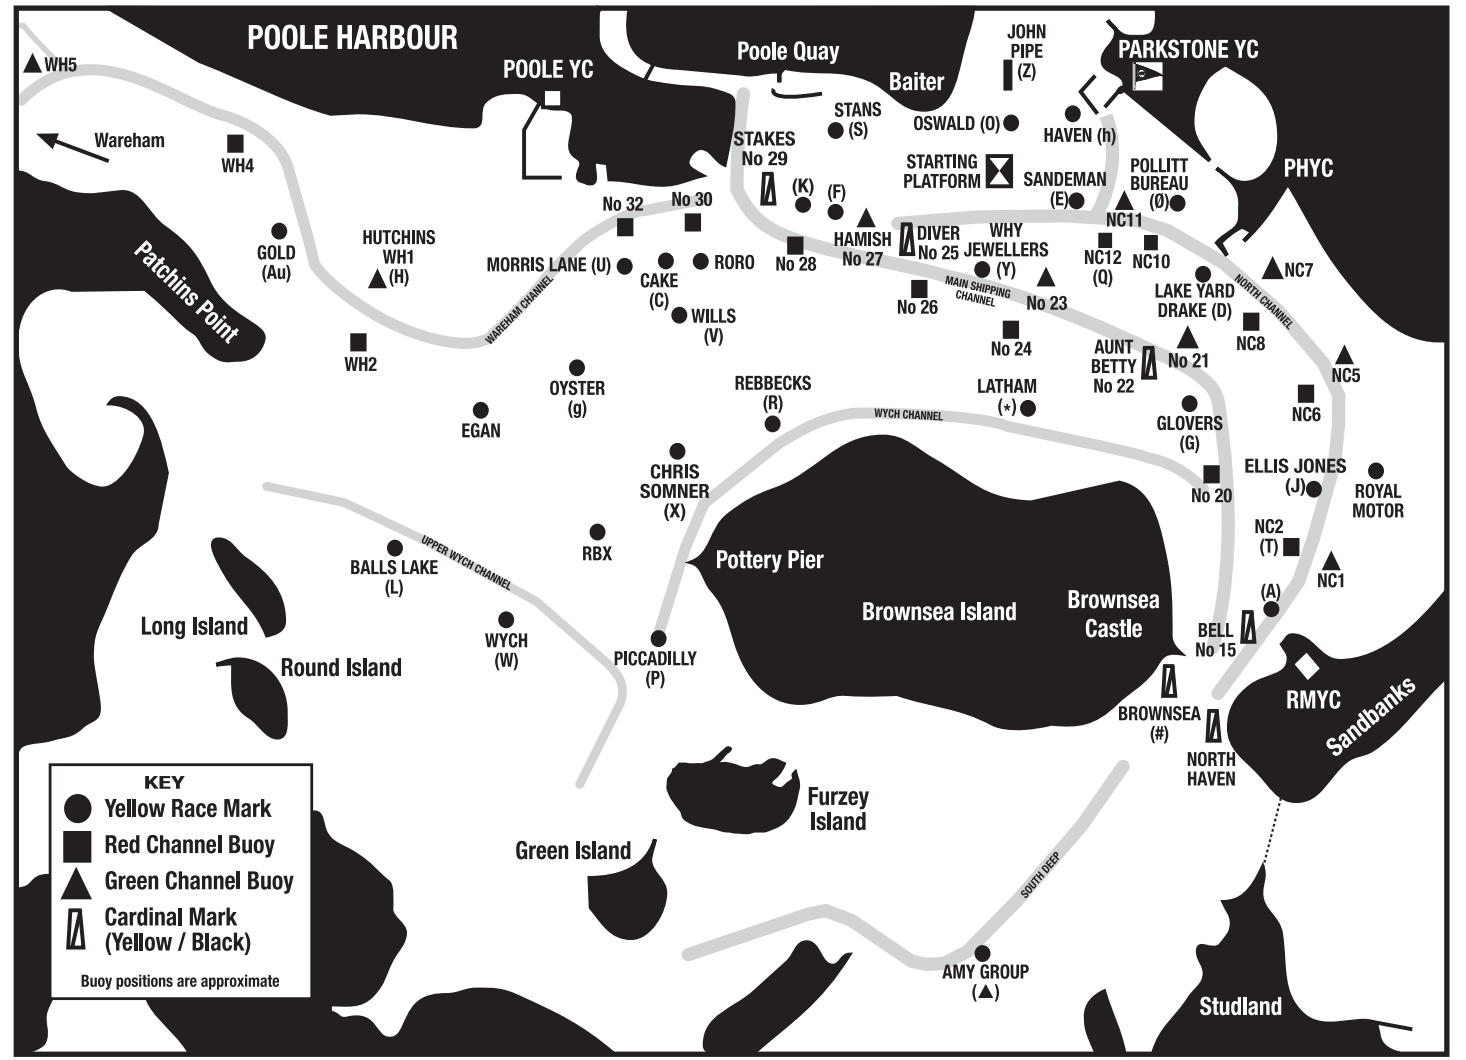 POOLE HARBOUR
POOLE YC
Poole Quay
Baiter
JOHN
PIPE
(Z)
PARKSTONE YC
WH5
Wareham
WH4
STAKES
No 29
STANS
(S)
OSWALD (O)
HAVEN (h)
STARTING
PLATFORM
SANDEMAN
(E)
POLLITT
BUREAU
(Ø)
PHYC
(K)
(F)
No 32
No 30
NC11
GOLD
(Au)
HUTCHINS
WH1
(H)
MORRIS LANE (U)
CAKE
(C)
RORO
No 28
HAMISH
No 27
DIVER
No 25
WHY
JEWELLERS
(Y)
NC12
(Q)
NC10
NC7
Patchins Point
WAREHAM CHANNEL
WILLS
(V)
No 26
MAIN SHIPPING
CHANNEL
No 23
LAKE YARD
DRAKE (D)
NORTH CHANNEL
NC8
WH2
No 24
AUNT
BETTY
No 22
No 21
NC5
OYSTER
(g)
REBBECKS
(R)
LATHAM
(*)
NC6
EGAN
WYCH CHANNEL
GLOVERS
(G)
CHRIS
SOMNER
(X)
No 20
ELLIS JONES
(J)
ROYAL
MOTOR
RBX
NC2
(T)
UPPER WYCH CHANNEL
BALLS LAKE
(L)
Pottery Pier
NC1
(A)
Brownsea Island
Brownsea
Castle
Long Island
WYCH
(W)
BELL
No 15
Round Island
PICCADILLY
(P)
RMYC
BROWNSEA
(#)
Sandbanks
NORTH
HAVEN
KEY
Yellow Race Mark
Red Channel Buoy
Green Channel Buoy
Cardinal Mark
(Yellow / Black)
Buoy positions are approximate
Furzey
Island
Green Island
SOUTH DEEP
AMY GROUP
(▲)
Studland